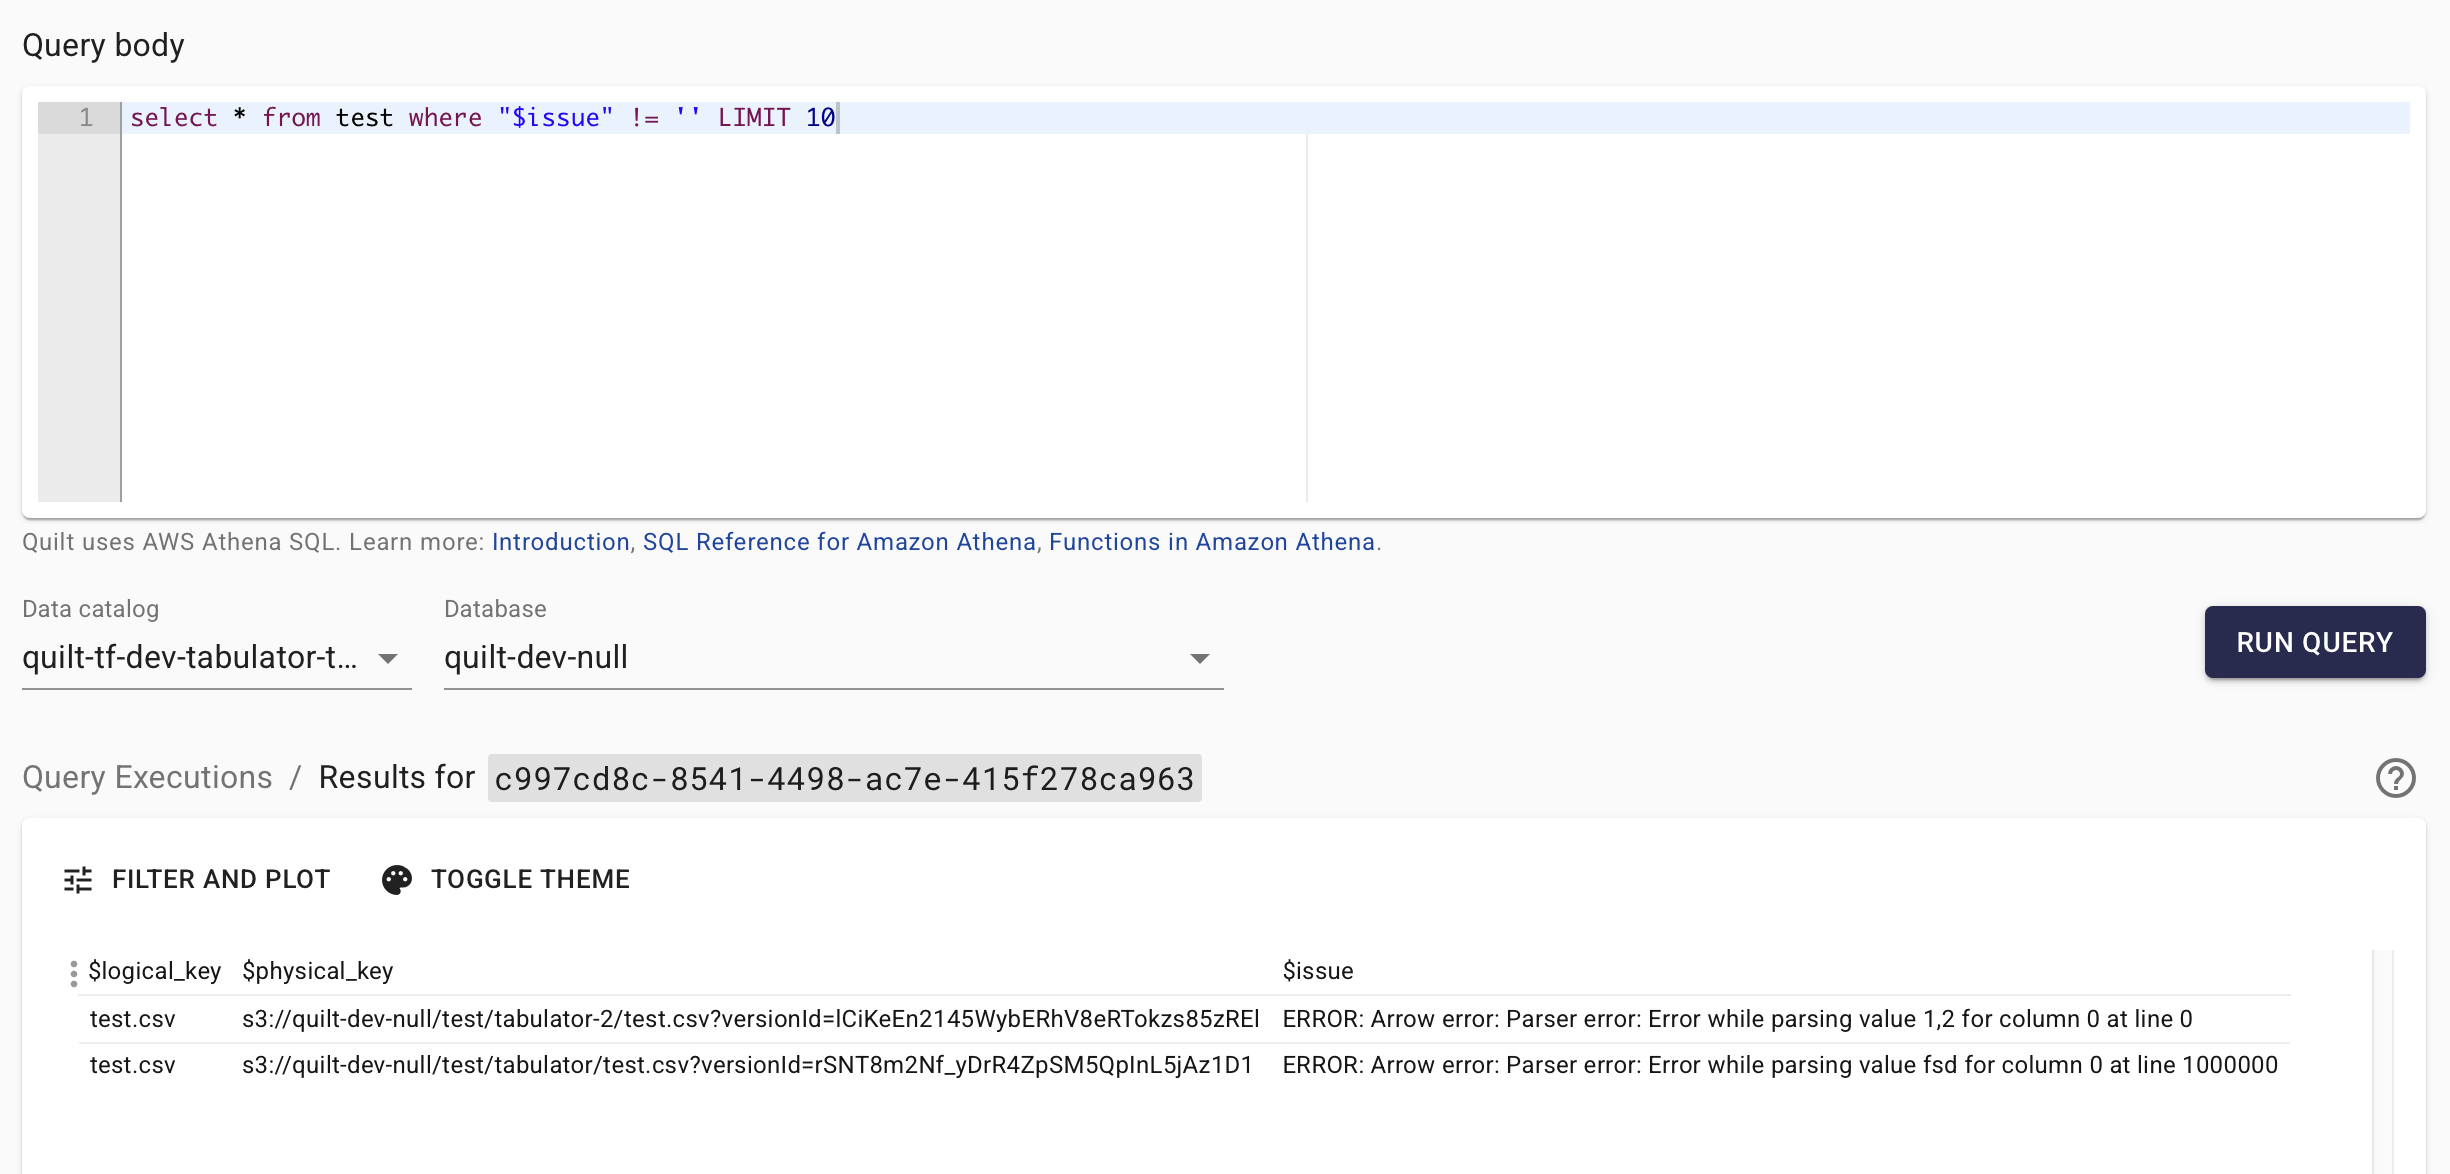 Query body
1 select * from test where "$issue" != '' LIMIT 10
Quilt uses AWS Athena SQL. Learn more: Introduction, SQL Reference for Amazon Athena, Functions in Amazon Athena.
Data catalog Database
quilt-tf-dev-tabulator-t... quilt-dev-null RUN QUERY
Query Executions / Results for c997cd8c-8541-4498-ac7e-415f278ca963
FILTER AND PLOT TOGGLE THEME
$logical_key $physical_key $issue
test.csv s3://quilt-dev-null/test/tabulator-2/test.csv?versionId=ICiKeEn2145WybERhV8eRTokzs85zREl ERROR: Arrow error: Parser error: Error while parsing value 1,2 for column 0 at line 0
test.csv s3://quilt-dev-null/test/tabulator/test.csv?versionId=rSNT8m2Nf_yDrR4ZpSM5QpInL5jAz1D1 ERROR: Arrow error: Parser error: Error while parsing value fsd for column 0 at line 1000000